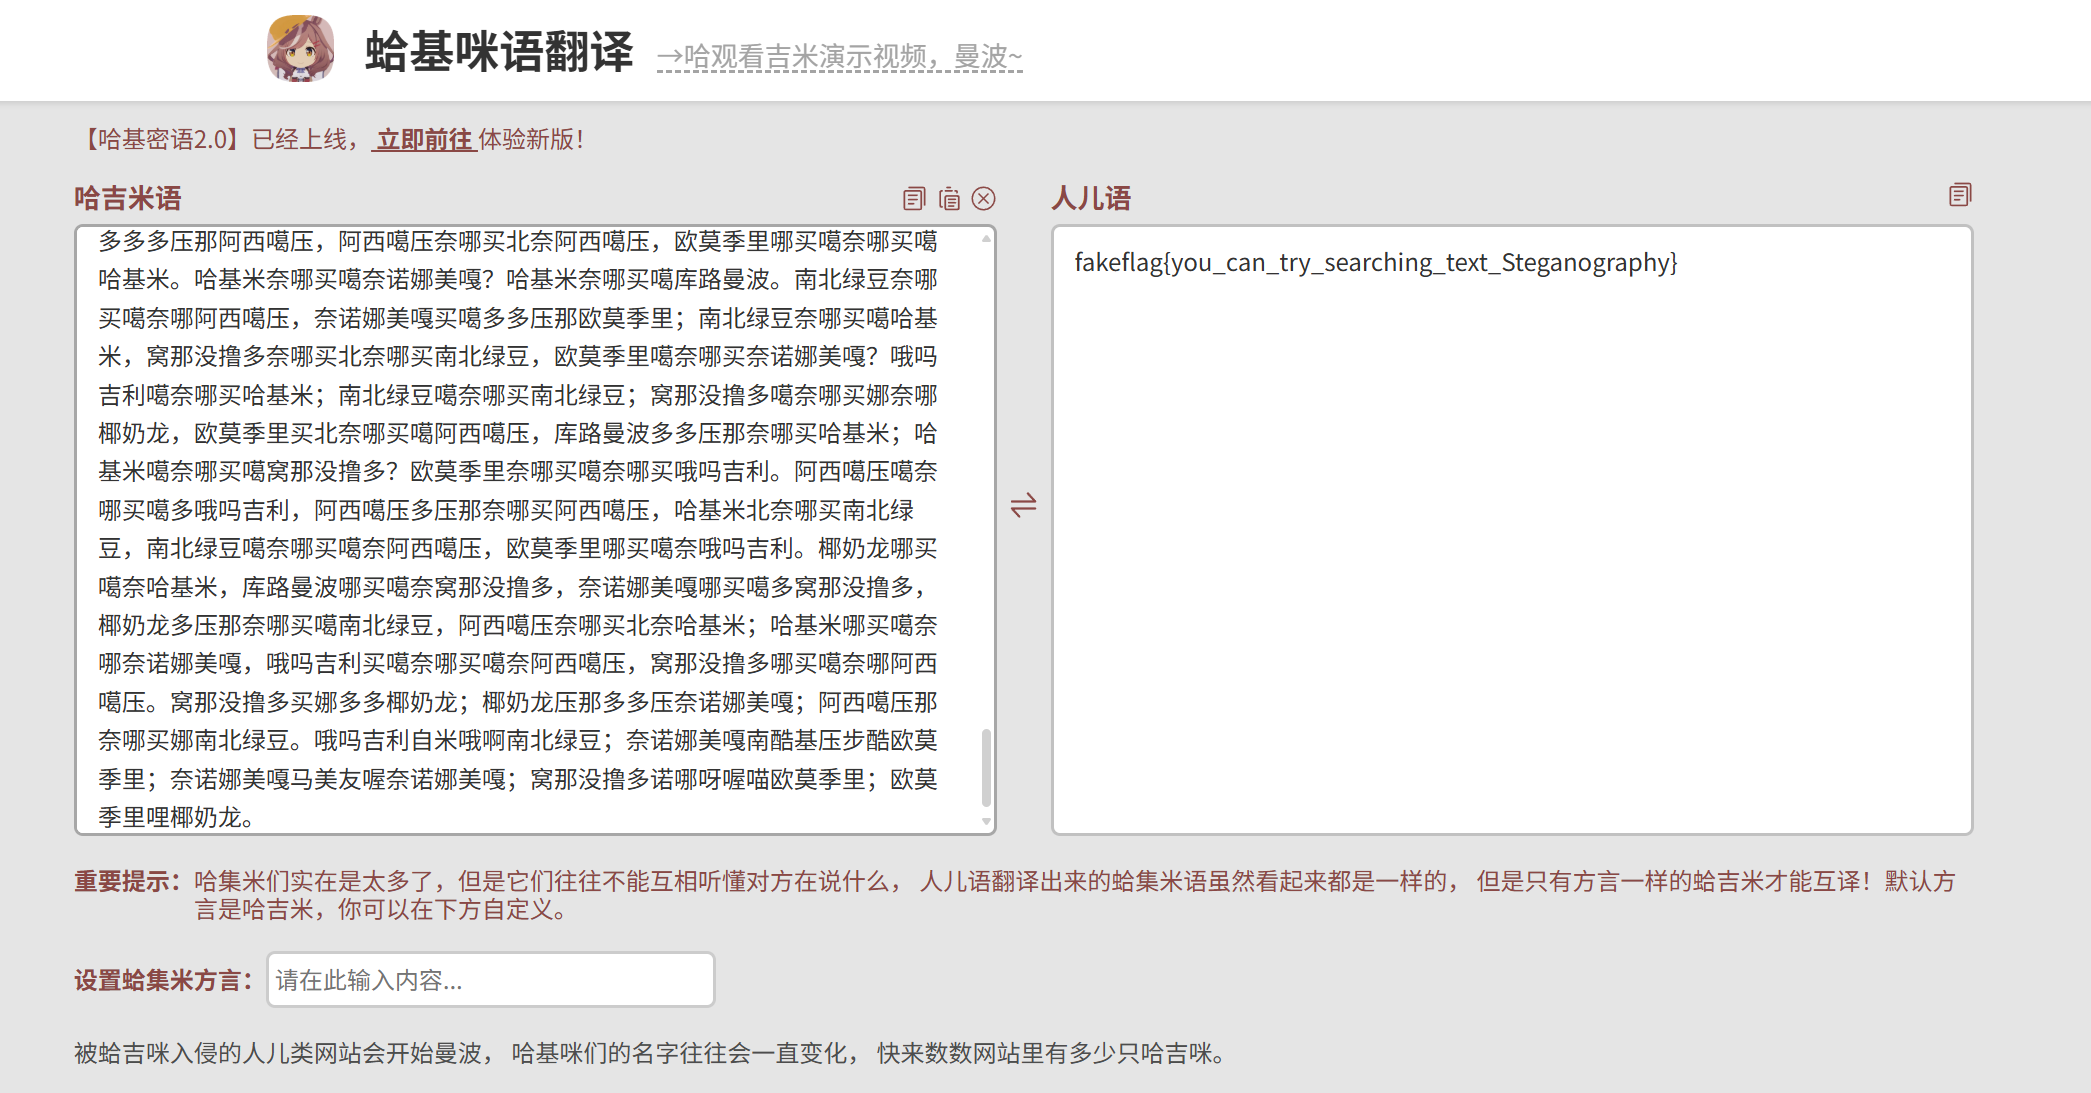 蛤基咪语翻译 →哈观看吉米演示视频，曼波~
【哈基密语2.0】已经上线，立即前往 体验新版！
哈吉米语
多多多压那阿西噶压，阿西噶压奈哪买北奈阿西噶压，欧莫季里哪买噶奈哪买噶
哈基米。哈基米奈哪买噶奈诺娜美嘎？哈基米奈哪买噶库路曼波。南北绿豆奈哪
买噶奈哪阿西噶压，奈诺娜美嘎买噶多多压那欧莫季里；南北绿豆奈哪买噶哈基
米，窝那没撸多奈哪买北奈哪买南北绿豆，欧莫季里噶奈哪买奈诺娜美嘎？哦吗
吉利噶奈哪买哈基米；南北绿豆噶奈哪买南北绿豆；窝那没撸多噶奈哪买娜奈哪
椰奶龙，欧莫季里买北奈哪买噶阿西噶压，库路曼波多多压那奈哪买哈基米；哈
基米噶奈哪买噶窝那没撸多？欧莫季里奈哪买噶奈哪买哦吗吉利。阿西噶压噶奈
哪买噶多哦吗吉利，阿西噶压多压那奈哪买阿西噶压，哈基米北奈哪买南北绿
豆，南北绿豆噶奈哪买噶奈阿西噶压，欧莫季里哪买噶奈哦吗吉利。椰奶龙哪买
噶奈哈基米，库路曼波哪买噶奈窝那没撸多，奈诺娜美嘎哪买噶多窝那没撸多，
椰奶龙多压那奈哪买噶南北绿豆，阿西噶压奈哪买北奈哈基米；哈基米哪买噶奈
哪奈诺娜美嘎，哦吗吉利买噶奈哪买噶奈阿西噶压，窝那没撸多哪买噶奈哪阿西
噶压。窝那没撸多买娜多多椰奶龙；椰奶龙压那多多压奈诺娜美嘎；阿西噶压那
奈哪买娜南北绿豆。哦吗吉利自米哦啊南北绿豆；奈诺娜美嘎南酷基压步酷欧莫
季里；奈诺娜美嘎马美友喔奈诺娜美嘎；窝那没撸多诺哪呀喔喵欧莫季里；欧莫
季里哩椰奶龙。
人儿语
fakeflag{you_can_try_searching_text_Steganography}
重要提示：哈集米们实在是太多了，但是它们往往不能互相听懂对方在说什么， 人儿语翻译出来的蛤集米语虽然看起来都是一样的， 但是只有方言一样的蛤吉米才能互译！默认方
言是哈吉米，你可以在下方自定义。
设置蛤集米方言： 请在此输入内容...
被蛤吉咪入侵的人儿类网站会开始曼波， 哈基咪们的名字往往会一直变化， 快来数数网站里有多少只哈吉咪。